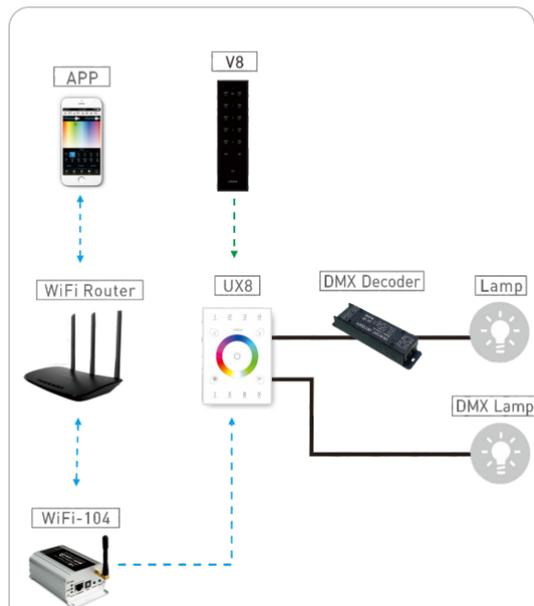 V8
APP
WiFi Router
UX8
DMX Decoder
Lamp
DMX Lamp
WiFi-104